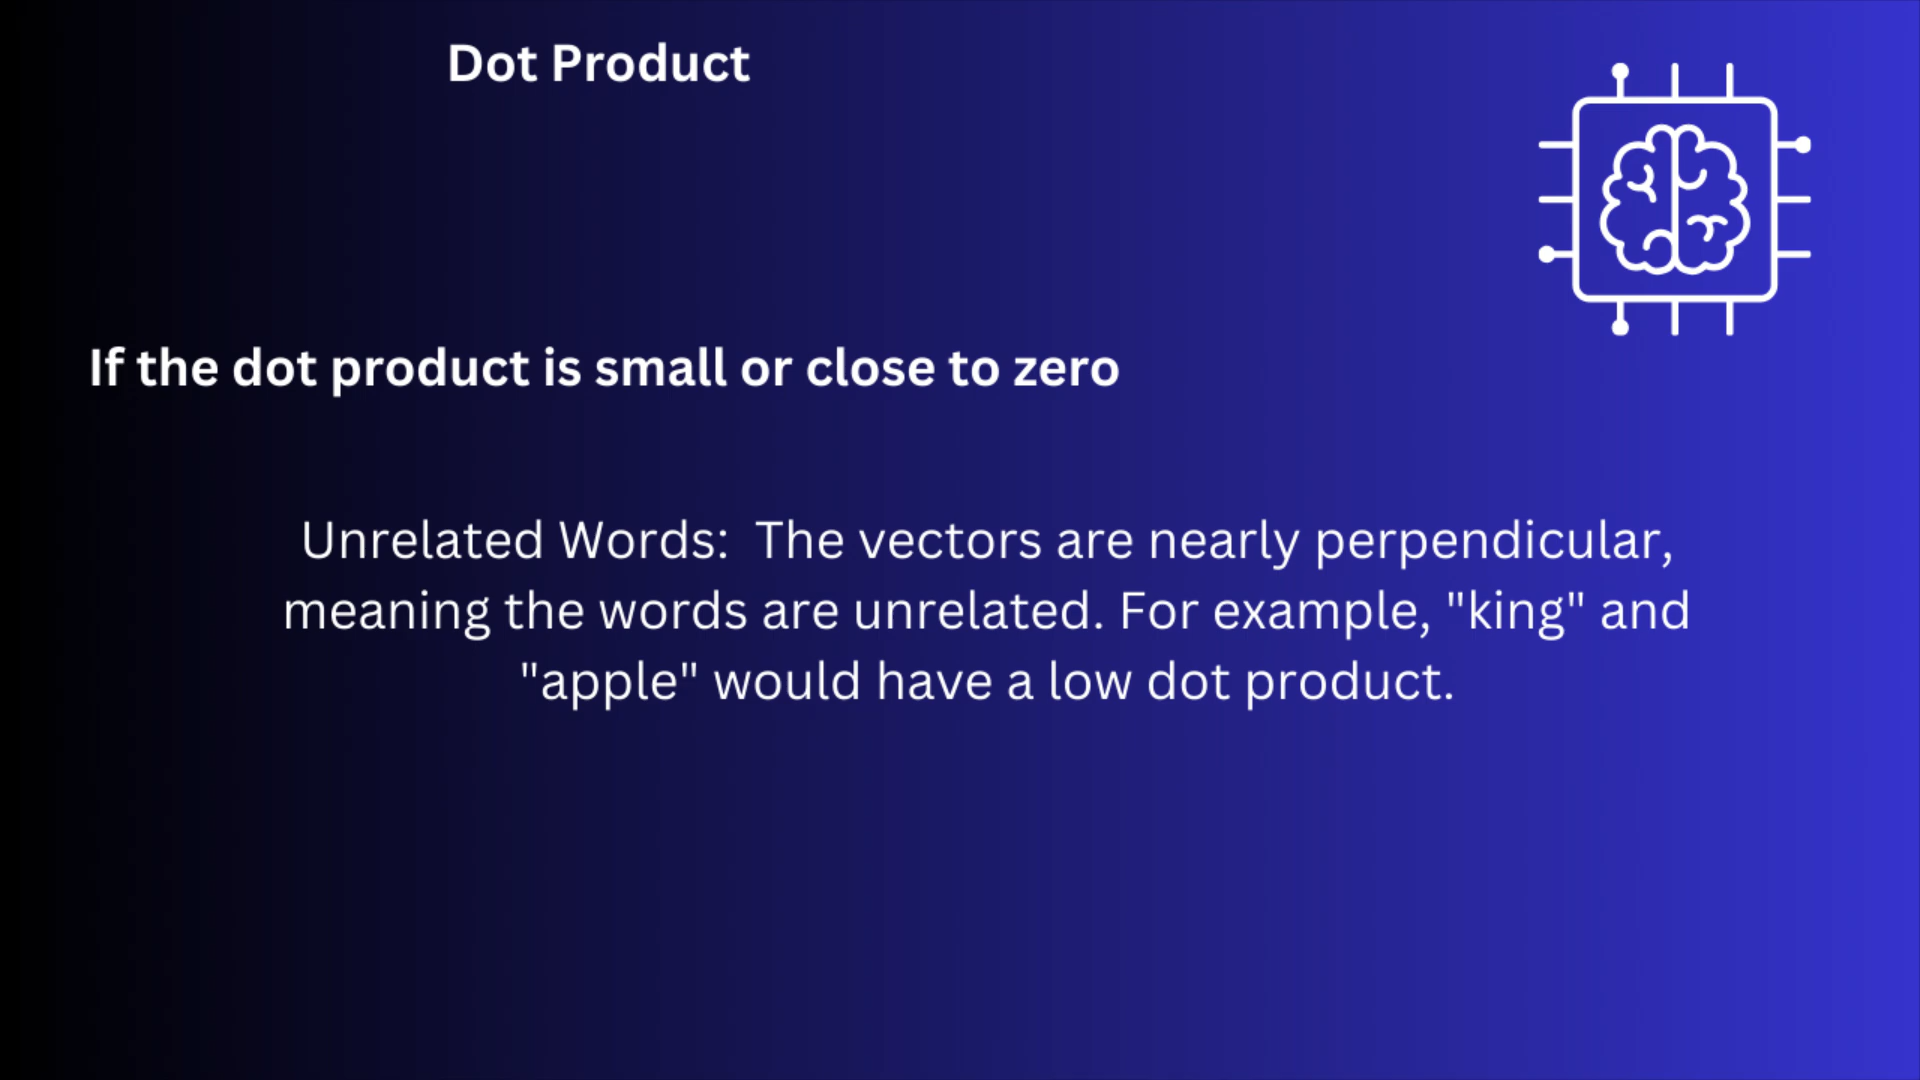 Dot Product
If the dot product is small or close to zero
Unrelated Words:  The vectors are nearly perpendicular,
meaning the words are unrelated. For example, "king" and
"apple" would have a low dot product.